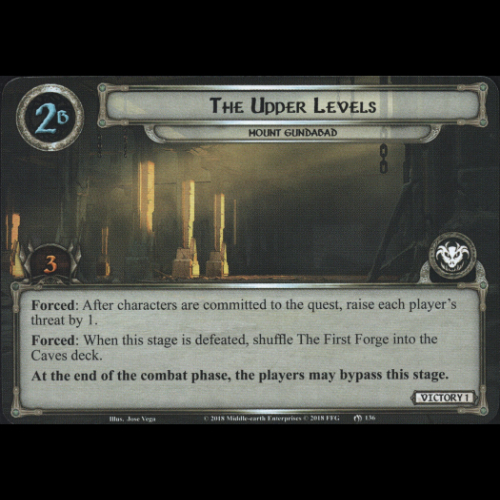 2B
THE UPPER LEVELS
MOUNT GUNDABAD
3
Forced: After characters are committed to the quest, raise each player's
threat by 1.
Forced: When this stage is defeated, shuffle The First Forge into the
Caves deck.
At the end of the combat phase, the players may bypass this stage.
VICTORY 1
Illus. Jose Vega © 2018 Middle-earth Enterprises © 2018 FFG 136